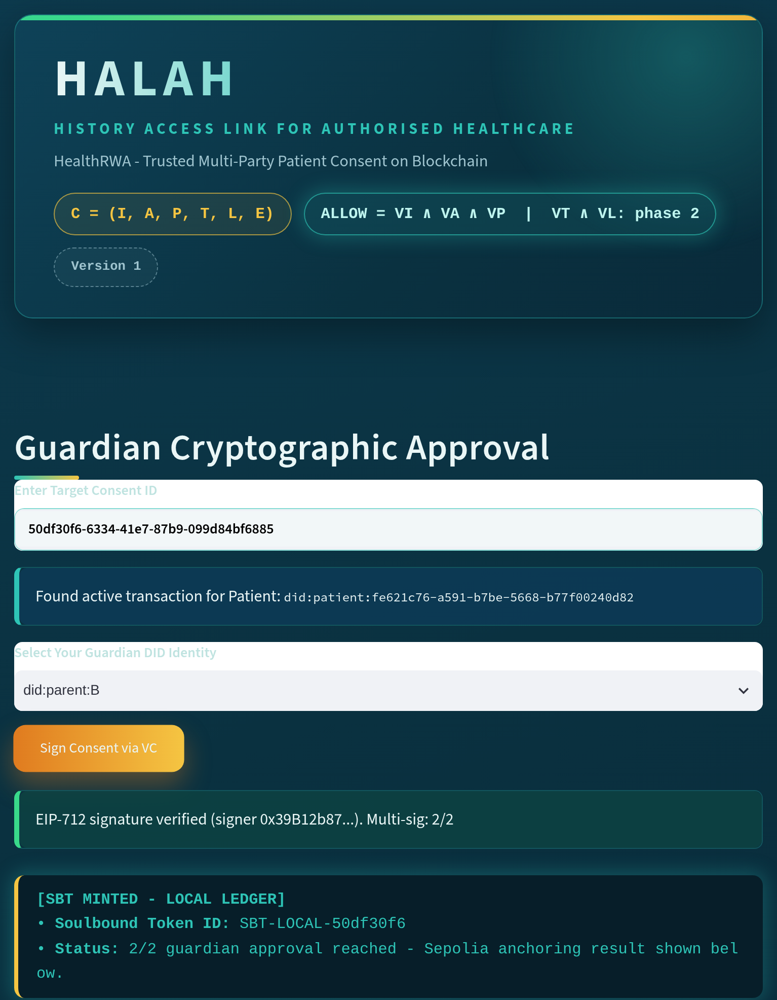 HALAH
HISTORY ACCESS LINK FOR AUTHORISED HEALTHCARE
HealthRWA - Trusted Multi-Party Patient Consent on Blockchain
C = (I, A, P, T, L, E)
ALLOW = VI ∧ VA ∧ VP | VT ∧ VL: phase 2
Version 1
Guardian Cryptographic Approval
Enter Target Consent ID
50df30f6-6334-41e7-87b9-099d84bf6885
Found active transaction for Patient: did:patient:fe621c76-a591-b7be-5668-b77f00240d82
Select Your Guardian DID Identity
did:parent:B
Sign Consent via VC
EIP-712 signature verified (signer 0x39B12b87...). Multi-sig: 2/2
[SBT MINTED - LOCAL LEDGER]
• Soulbound Token ID: SBT-LOCAL-50df30f6
• Status: 2/2 guardian approval reached - Sepolia anchoring result shown bel
ow.